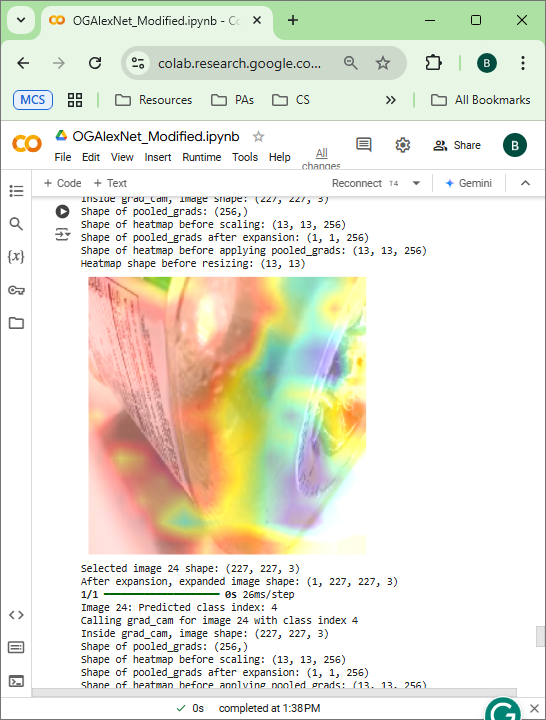 OGAlexNet_Modified.ipynb - Co
colab.research.google.co...
B
MCS
Resources
PAs
CS
All Bookmarks
OGAlexNet_Modified.ipynb
File Edit View Insert Runtime Tools Help All changes
Share
B
+ Code + Text
Reconnect T4
Gemini
Inside grad_cam, image shape: (227, 227, 3)
Shape of pooled_grads: (256,)
Shape of heatmap before scaling: (13, 13, 256)
Shape of pooled_grads after expansion: (1, 1, 256)
Shape of heatmap before applying pooled_grads: (13, 13, 256)
Heatmap shape before resizing: (13, 13)
{x}
Selected image 24 shape: (227, 227, 3)
After expansion, expanded image shape: (1, 227, 227, 3)
1/1 0s 26ms/step
Image 24: Predicted class index: 4
Calling grad_cam for image 24 with class index 4
Inside grad_cam, image shape: (227, 227, 3)
Shape of pooled_grads: (256,)
Shape of heatmap before scaling: (13, 13, 256)
Shape of pooled_grads after expansion: (1, 1, 256)
Shape of heatmap before applying pooled_grads: (13, 13, 256)
0s completed at 1:38 PM